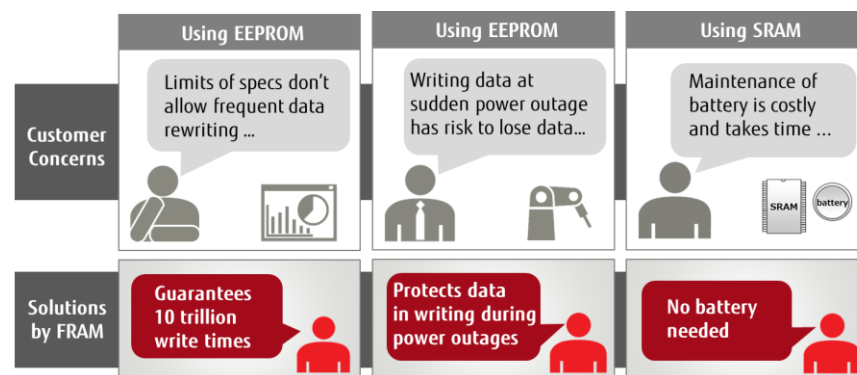 Using EEPROM
Using EEPROM
Using SRAM
Customer
Concerns
Limits of specs don't
allow frequent data
rewriting ...
Writing data at
sudden power outage
has risk to lose data...
Maintenance of
battery is costly
and takes time ...
SRAM
battery
Solutions
by FRAM
Guarantees
10 trillion
write times
Protects data
in writing during
power outages
No battery
needed